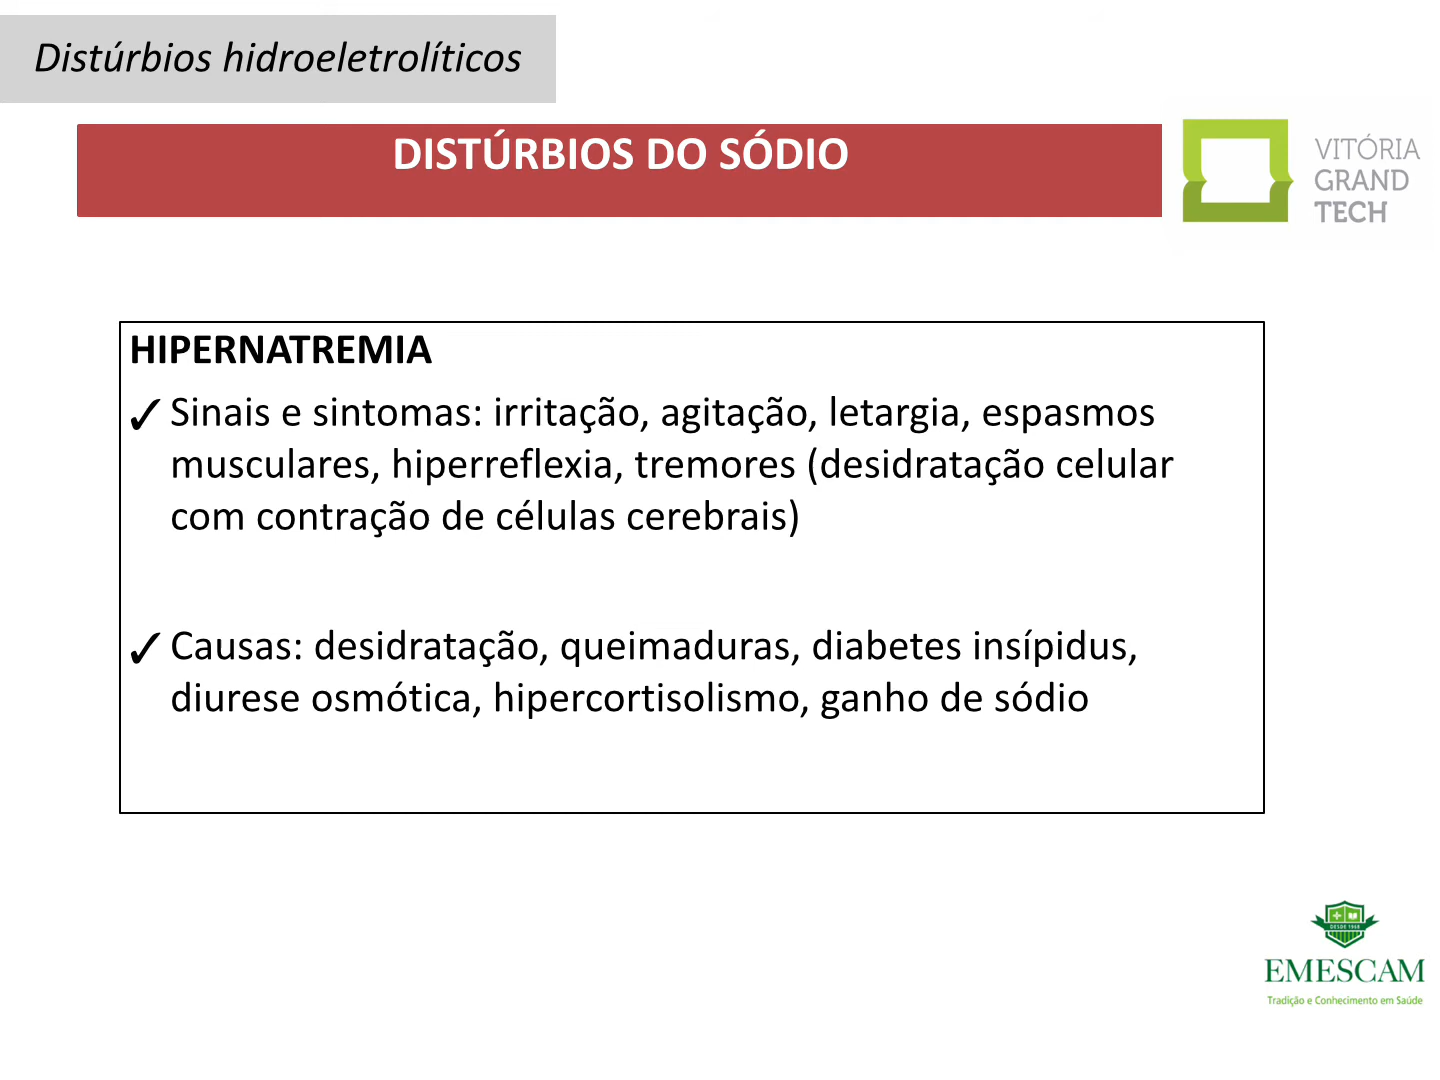 Distúrbios hidroeletrolíticos
DISTÚRBIOS DO SÓDIO
VITÓRIA
GRAND
TECH
HIPERNATREMIA
✓ Sinais e sintomas: irritação, agitação, letargia, espasmos
musculares, hiperreflexia, tremores (desidratação celular
com contração de células cerebrais)
✓ Causas: desidratação, queimaduras, diabetes insípidus,
diurese osmótica, hipercortisolismo, ganho de sódio
DESDE 1968
EMESCAM
Tradição e Conhecimento em Saúde